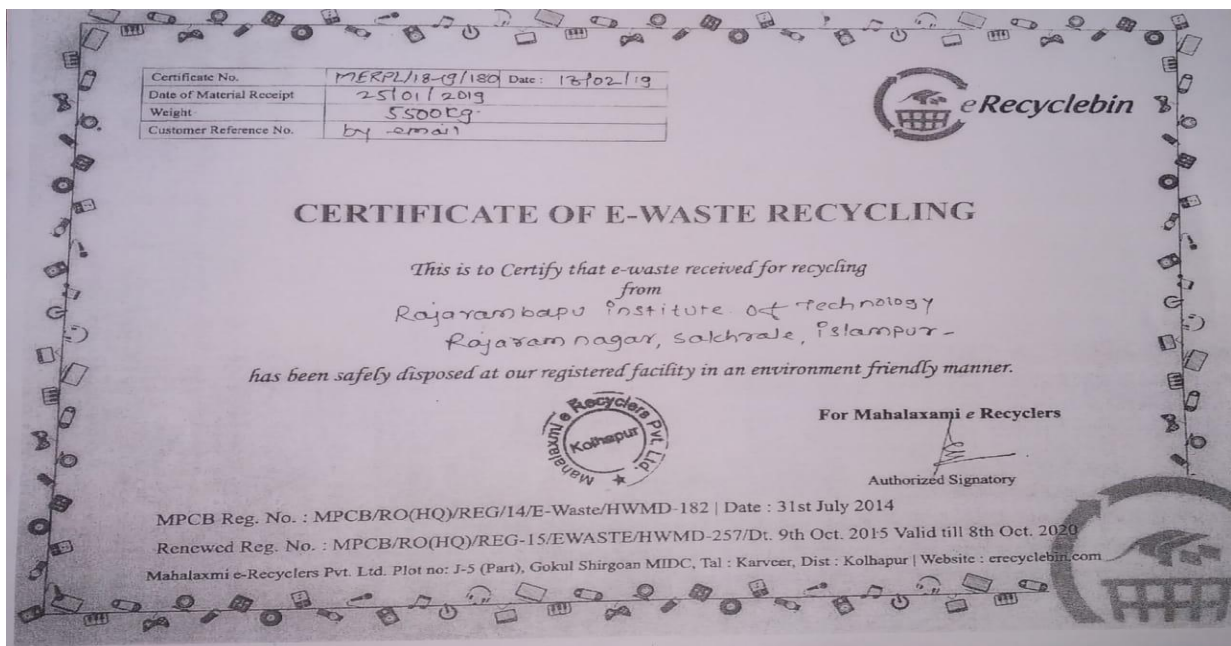 Certificate No. MERPL/18-19/180 Date : 13/02/19
Date of Material Receipt 25/01/2019
Weight 5500kg.
Customer Reference No. by email
eRecyclebin
CERTIFICATE OF E-WASTE RECYCLING
This is to Certify that e-waste received for recycling
from
Rajarambapu institute of Technology
Rajaram nagar, sakhrale, islampur-
has been safely disposed at our registered facility in an environment friendly manner.
Mahalaxmi e Recyclers Pvt. Ltd.
Kolhapur
For Mahalaxami e Recyclers
Authorized Signatory
MPCB Reg. No. : MPCB/RO(HQ)/REG/14/E-Waste/HWMD-182 | Date : 31st July 2014
Renewed Reg. No. : MPCB/RO(HQ)/REG-15/EWASTE/HWMD-257/Dt. 9th Oct. 2015 Valid till 8th Oct. 2020
Mahalaxmi e-Recyclers Pvt. Ltd. Plot no: J-5 (Part), Gokul Shirgoan MIDC, Tal : Karveer, Dist : Kolhapur | Website : erecyclebin.com